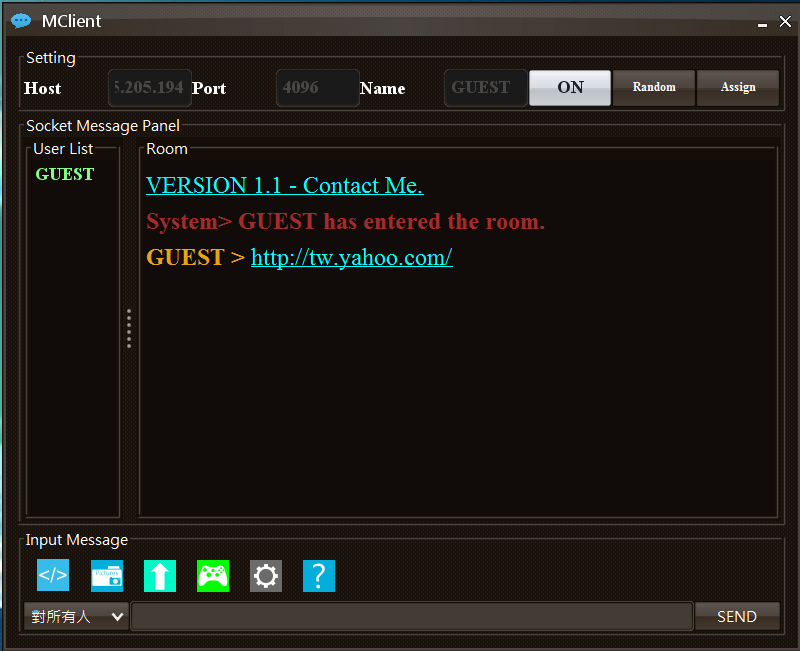 MClient
Setting
Host 5.205.194 Port 4096 Name GUEST ON Random Assign
Socket Message Panel
User List
GUEST
Room
VERSION 1.1 - Contact Me.
System> GUEST has entered the room.
GUEST > http://tw.yahoo.com/
Input Message
</> Pictures ?
對所有人 SEND